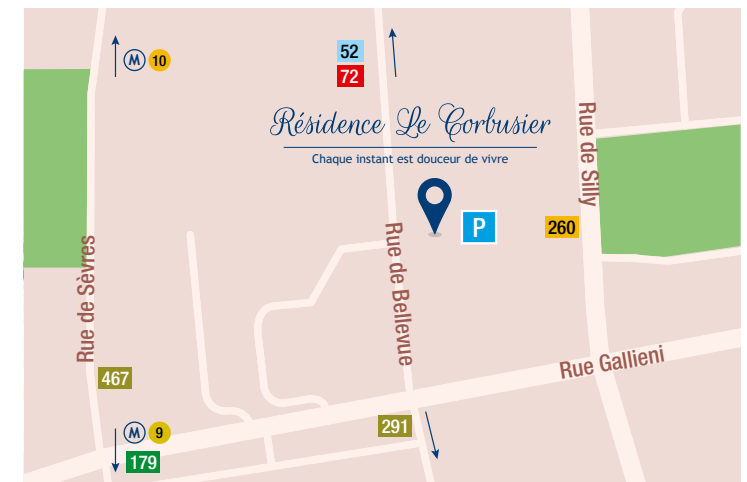 M 10
52
72
Résidence Le Corbusier
Chaque instant est douceur de vivre
Rue de Silly
P
260
Rue de Sèvres
Rue de Bellevue
Rue Gallieni
467
291
M 9
179